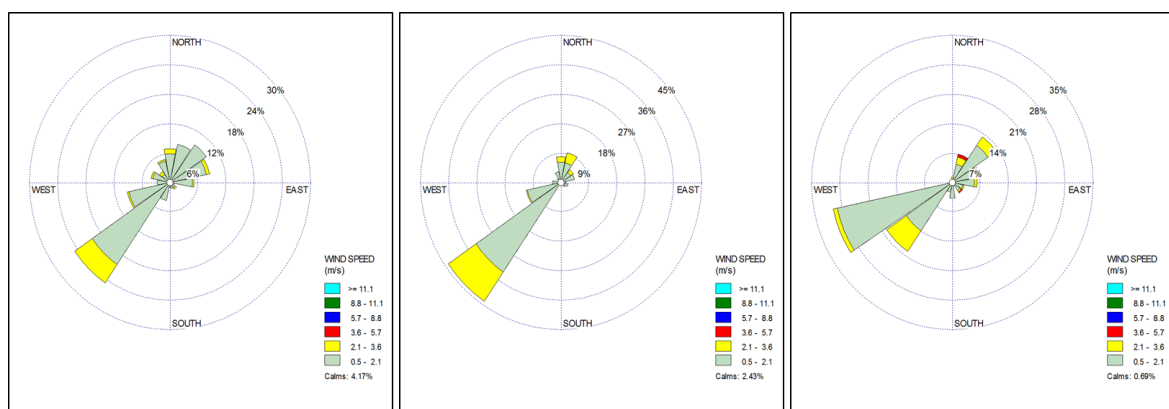 NORTH
30%
24%
18%
12%
6%
WEST
EAST
SOUTH
WIND SPEED
(m/s)
>= 11.1
8.8 - 11.1
5.7 - 8.8
3.6 - 5.7
2.1 - 3.6
0.5 - 2.1
Calms: 4.17%
NORTH
45%
36%
27%
18%
9%
WEST
EAST
SOUTH
WIND SPEED
(m/s)
>= 11.1
8.8 - 11.1
5.7 - 8.8
3.6 - 5.7
2.1 - 3.6
0.5 - 2.1
Calms: 2.43%
NORTH
35%
28%
21%
14%
7%
WEST
EAST
SOUTH
WIND SPEED
(m/s)
>= 11.1
8.8 - 11.1
5.7 - 8.8
3.6 - 5.7
2.1 - 3.6
0.5 - 2.1
Calms: 0.69%